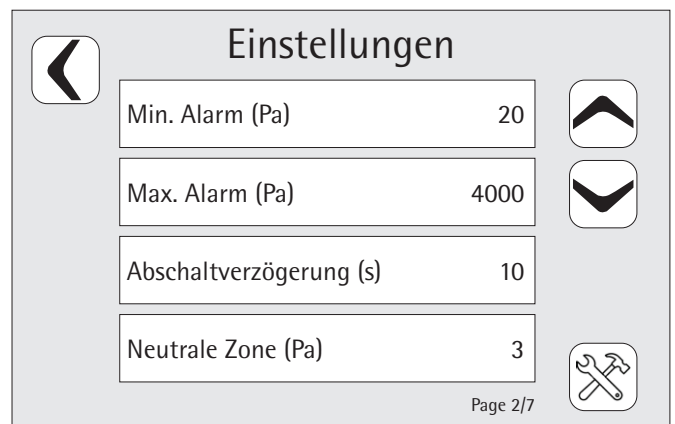 Einstellungen
Min. Alarm (Pa) 20
Max. Alarm (Pa) 4000
Abschaltverzögerung (s) 10
Neutrale Zone (Pa) 3
Page 2/7